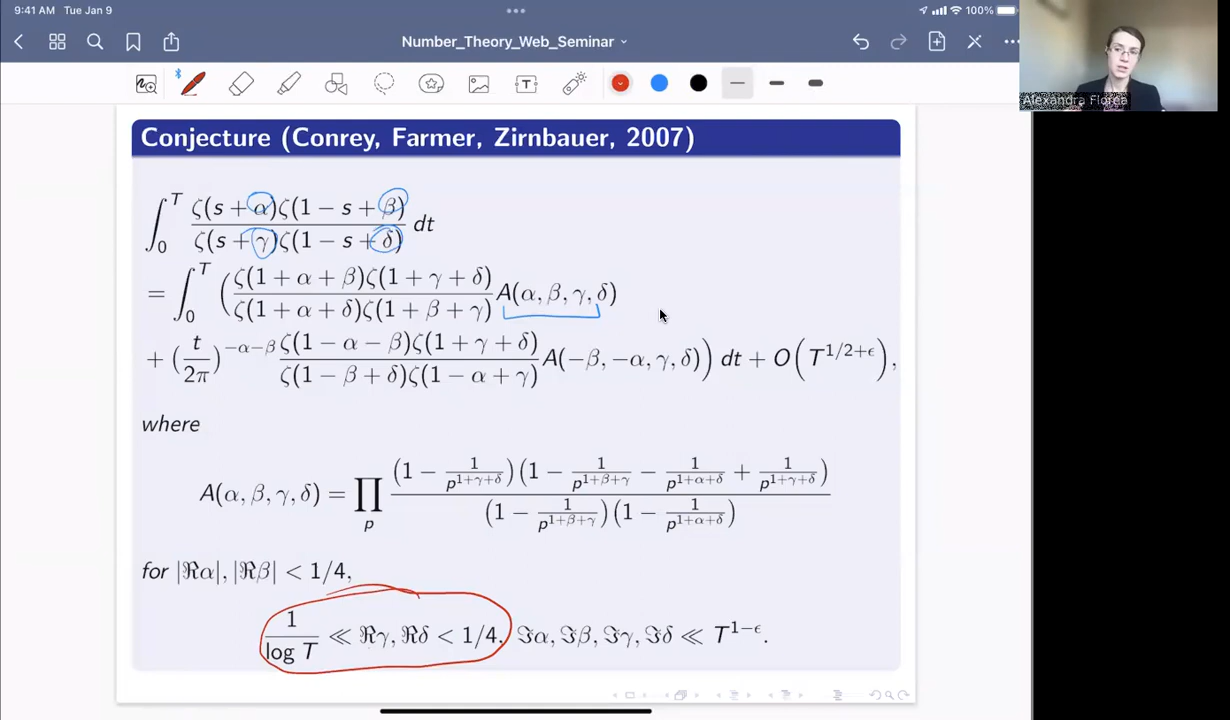 9:41 AM Tue Jan 9
100%
Number_Theory_Web_Seminar
Alexandra Florea
Conjecture (Conrey, Farmer, Zirnbauer, 2007)
∫_0^T ζ(s + α)ζ(1 − s + β) / ζ(s + γ)ζ(1 − s + δ) dt
= ∫_0^T ( ζ(1 + α + β)ζ(1 + γ + δ) / ζ(1 + α + δ)ζ(1 + β + γ) A(α, β, γ, δ)
+ (t/2π)^{−α−β} ζ(1 − α − β)ζ(1 + γ + δ) / ζ(1 − β + δ)ζ(1 − α + γ) A(−β, −α, γ, δ) ) dt + O(T^{1/2+ϵ}),
where
A(α, β, γ, δ) = ∏_p (1 − 1/p^{1+γ+δ})(1 − 1/p^{1+β+γ} − 1/p^{1+α+δ} + 1/p^{1+γ+δ}) / (1 − 1/p^{1+β+γ})(1 − 1/p^{1+α+δ})
for |ℜα|, |ℜβ| < 1/4,
1/log T ≪ ℜγ, ℜδ < 1/4, ℑα, ℑβ, ℑγ, ℑδ ≪ T^{1−ϵ}.